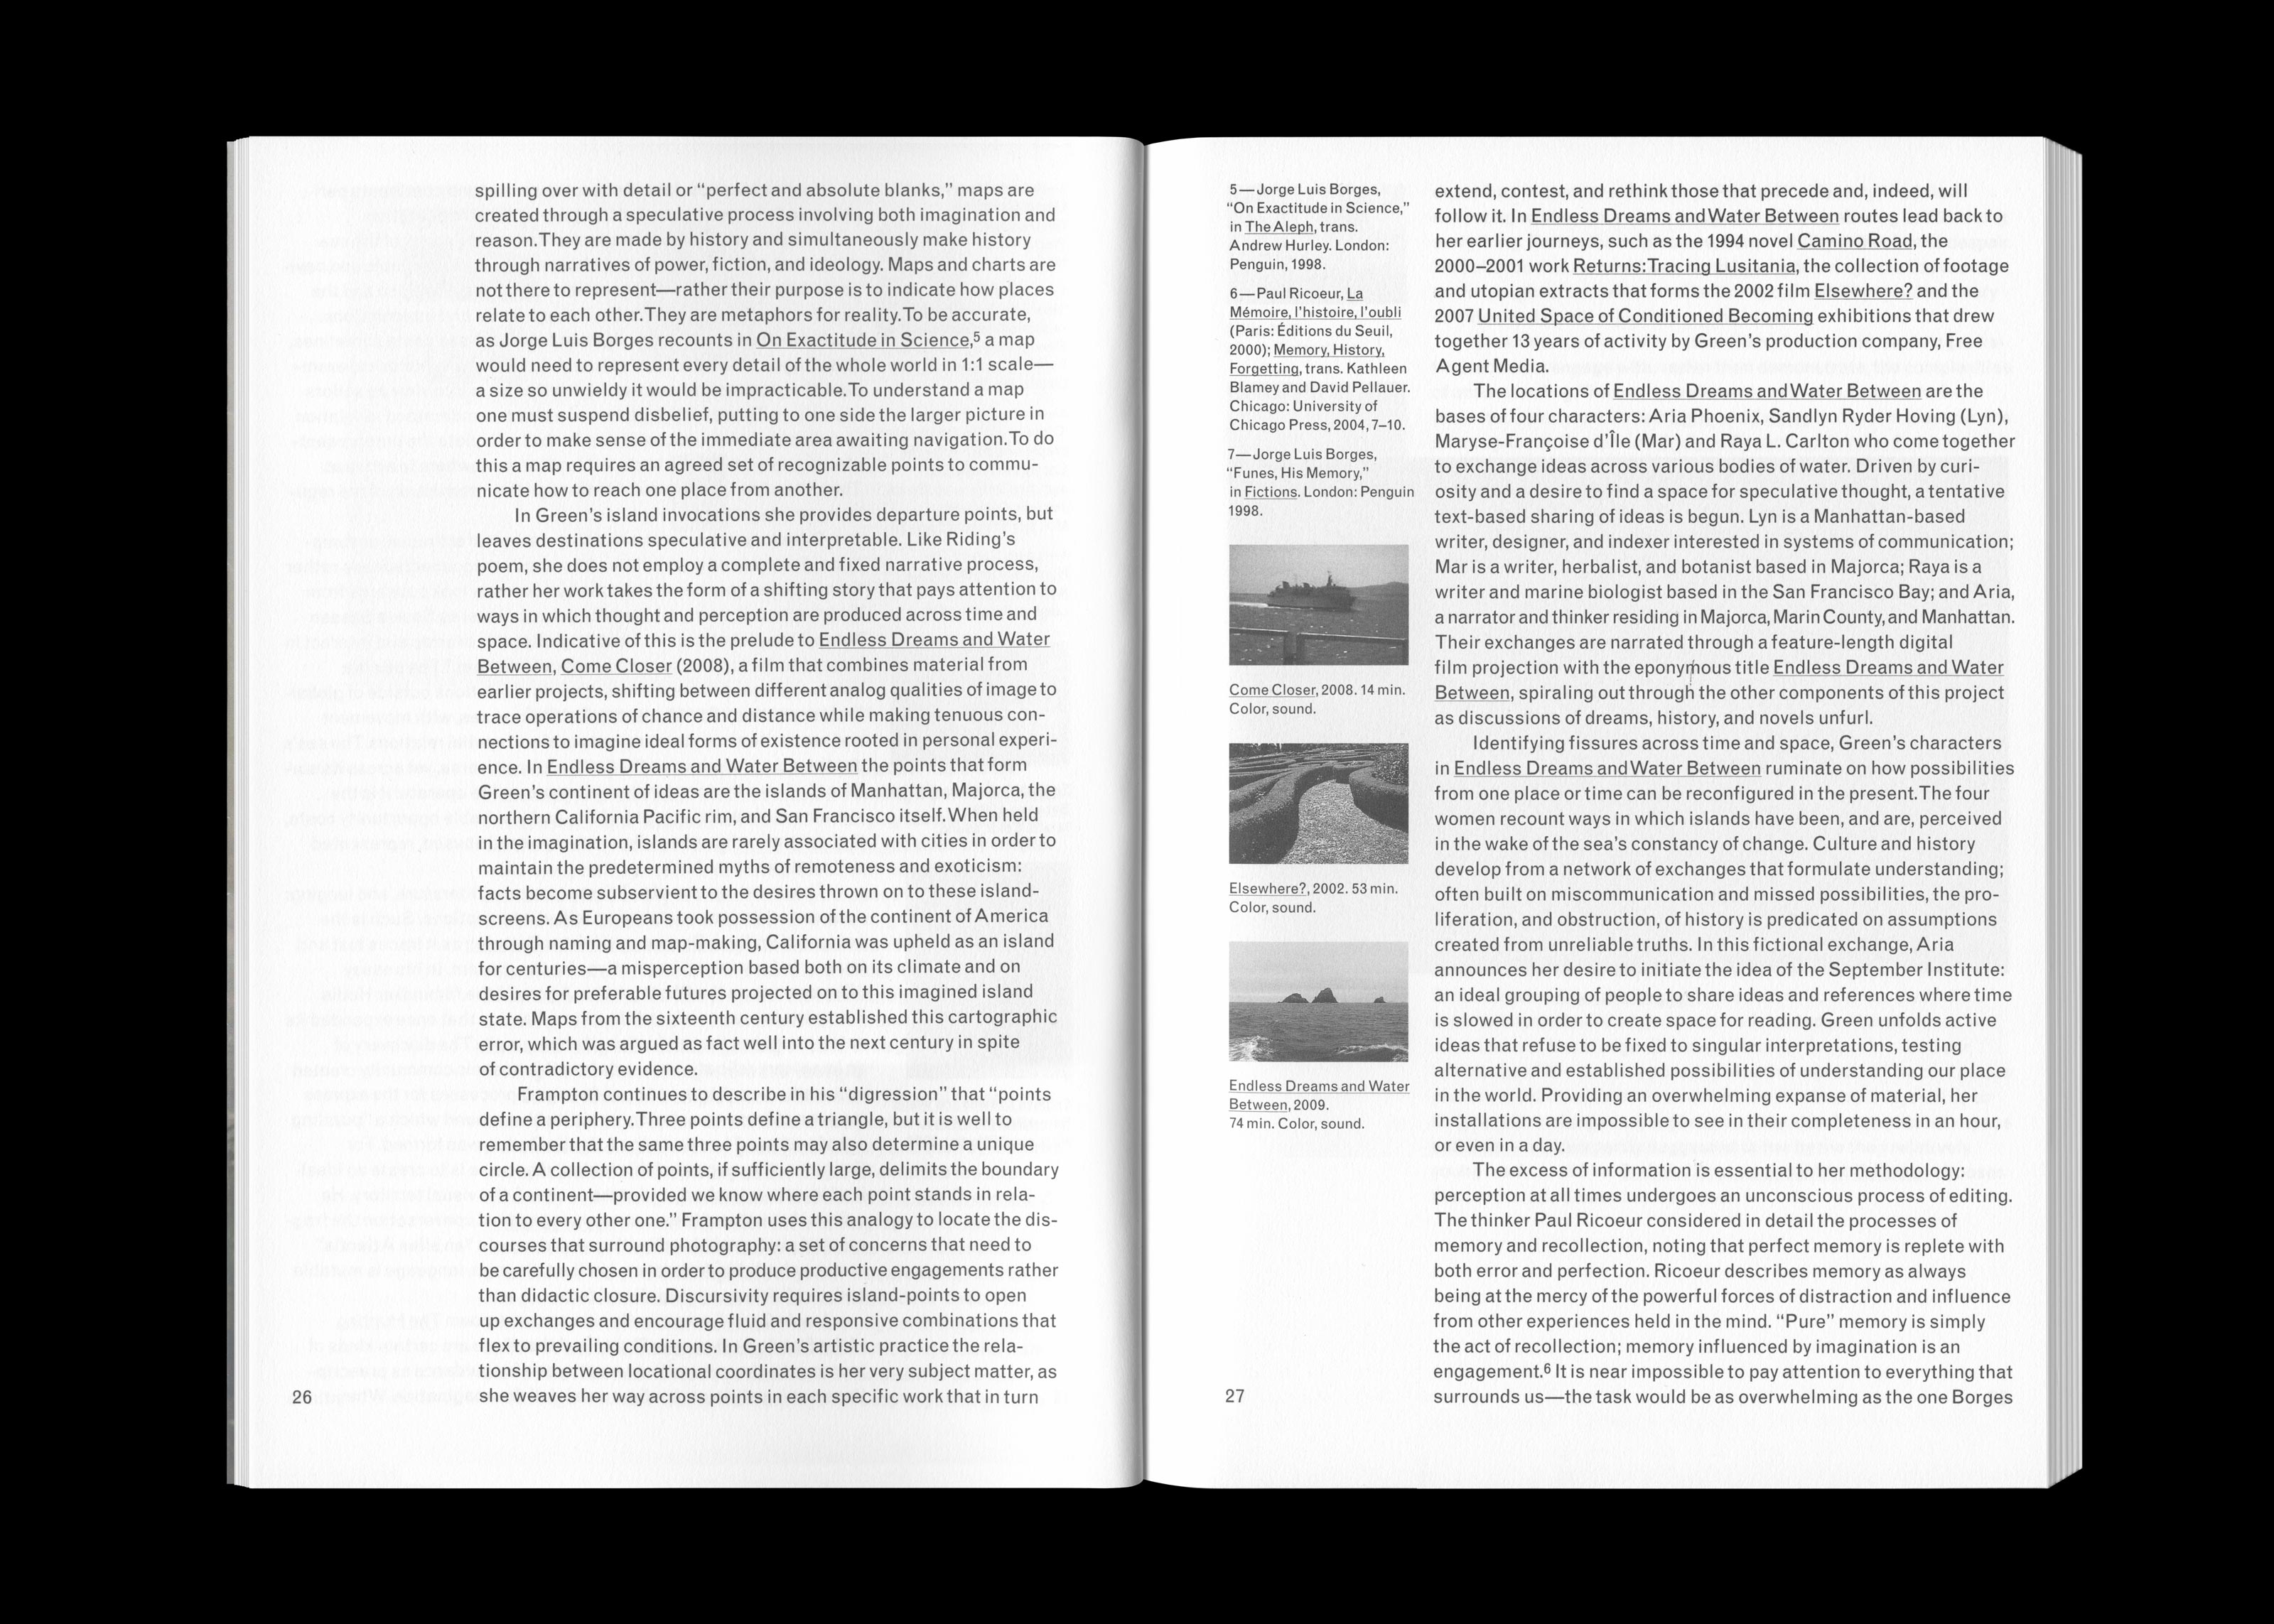 spilling over with detail or “perfect and absolute blanks,” maps are
created through a speculative process involving both imagination and
reason. They are made by history and simultaneously make history
through narratives of power, fiction, and ideology. Maps and charts are
not there to represent—rather their purpose is to indicate how places
relate to each other. They are metaphors for reality. To be accurate,
as Jorge Luis Borges recounts in On Exactitude in Science,5 a map
would need to represent every detail of the whole world in 1:1 scale—
a size so unwieldy it would be impracticable. To understand a map
one must suspend disbelief, putting to one side the larger picture in
order to make sense of the immediate area awaiting navigation. To do
this a map requires an agreed set of recognizable points to commu-
nicate how to reach one place from another.
In Green’s island invocations she provides departure points, but
leaves destinations speculative and interpretable. Like Riding’s
poem, she does not employ a complete and fixed narrative process,
rather her work takes the form of a shifting story that pays attention to
ways in which thought and perception are produced across time and
space. Indicative of this is the prelude to Endless Dreams and Water
Between, Come Closer (2008), a film that combines material from
earlier projects, shifting between different analog qualities of image to
trace operations of chance and distance while making tenuous con-
nections to imagine ideal forms of existence rooted in personal experi-
ence. In Endless Dreams and Water Between the points that form
Green’s continent of ideas are the islands of Manhattan, Majorca, the
northern California Pacific rim, and San Francisco itself. When held
in the imagination, islands are rarely associated with cities in order to
maintain the predetermined myths of remoteness and exoticism:
facts become subservient to the desires thrown on to these island-
screens. As Europeans took possession of the continent of America
through naming and map-making, California was upheld as an island
for centuries—a misperception based both on its climate and on
desires for preferable futures projected on to this imagined island
state. Maps from the sixteenth century established this cartographic
error, which was argued as fact well into the next century in spite
of contradictory evidence.
Frampton continues to describe in his “digression” that “points
define a periphery. Three points define a triangle, but it is well to
remember that the same three points may also determine a unique
circle. A collection of points, if sufficiently large, delimits the boundary
of a continent—provided we know where each point stands in rela-
tion to every other one.” Frampton uses this analogy to locate the dis-
courses that surround photography: a set of concerns that need to
be carefully chosen in order to produce productive engagements rather
than didactic closure. Discursivity requires island-points to open
up exchanges and encourage fluid and responsive combinations that
flex to prevailing conditions. In Green’s artistic practice the rela-
tionship between locational coordinates is her very subject matter, as
she weaves her way across points in each specific work that in turn
26
5—Jorge Luis Borges,
“On Exactitude in Science,”
in The Aleph, trans.
Andrew Hurley. London:
Penguin, 1998.
6—Paul Ricoeur, La
Mémoire, l’histoire, l’oubli
(Paris: Éditions du Seuil,
2000); Memory, History,
Forgetting, trans. Kathleen
Blamey and David Pellauer.
Chicago: University of
Chicago Press, 2004, 7–10.
7—Jorge Luis Borges,
“Funes, His Memory,”
in Fictions. London: Penguin
1998.
Come Closer, 2008. 14 min.
Color, sound.
Elsewhere?, 2002. 53 min.
Color, sound.
Endless Dreams and Water
Between, 2009.
74 min. Color, sound.
27
extend, contest, and rethink those that precede and, indeed, will
follow it. In Endless Dreams and Water Between routes lead back to
her earlier journeys, such as the 1994 novel Camino Road, the
2000–2001 work Returns: Tracing Lusitania, the collection of footage
and utopian extracts that forms the 2002 film Elsewhere? and the
2007 United Space of Conditioned Becoming exhibitions that drew
together 13 years of activity by Green’s production company, Free
Agent Media.
The locations of Endless Dreams and Water Between are the
bases of four characters: Aria Phoenix, Sandlyn Ryder Hoving (Lyn),
Maryse-Françoise d’Île (Mar) and Raya L. Carlton who come together
to exchange ideas across various bodies of water. Driven by curi-
osity and a desire to find a space for speculative thought, a tentative
text-based sharing of ideas is begun. Lyn is a Manhattan-based
writer, designer, and indexer interested in systems of communication;
Mar is a writer, herbalist, and botanist based in Majorca; Raya is a
writer and marine biologist based in the San Francisco Bay; and Aria,
a narrator and thinker residing in Majorca, Marin County, and Manhattan.
Their exchanges are narrated through a feature-length digital
film projection with the eponymous title Endless Dreams and Water
Between, spiraling out through the other components of this project
as discussions of dreams, history, and novels unfurl.
Identifying fissures across time and space, Green’s characters
in Endless Dreams and Water Between ruminate on how possibilities
from one place or time can be reconfigured in the present. The four
women recount ways in which islands have been, and are, perceived
in the wake of the sea’s constancy of change. Culture and history
develop from a network of exchanges that formulate understanding;
often built on miscommunication and missed possibilities, the pro-
liferation, and obstruction, of history is predicated on assumptions
created from unreliable truths. In this fictional exchange, Aria
announces her desire to initiate the idea of the September Institute:
an ideal grouping of people to share ideas and references where time
is slowed in order to create space for reading. Green unfolds active
ideas that refuse to be fixed to singular interpretations, testing
alternative and established possibilities of understanding our place
in the world. Providing an overwhelming expanse of material, her
installations are impossible to see in their completeness in an hour,
or even in a day.
The excess of information is essential to her methodology:
perception at all times undergoes an unconscious process of editing.
The thinker Paul Ricoeur considered in detail the processes of
memory and recollection, noting that perfect memory is replete with
both error and perfection. Ricoeur describes memory as always
being at the mercy of the powerful forces of distraction and influence
from other experiences held in the mind. “Pure” memory is simply
the act of recollection; memory influenced by imagination is an
engagement.6 It is near impossible to pay attention to everything that
surrounds us—the task would be as overwhelming as the one Borges